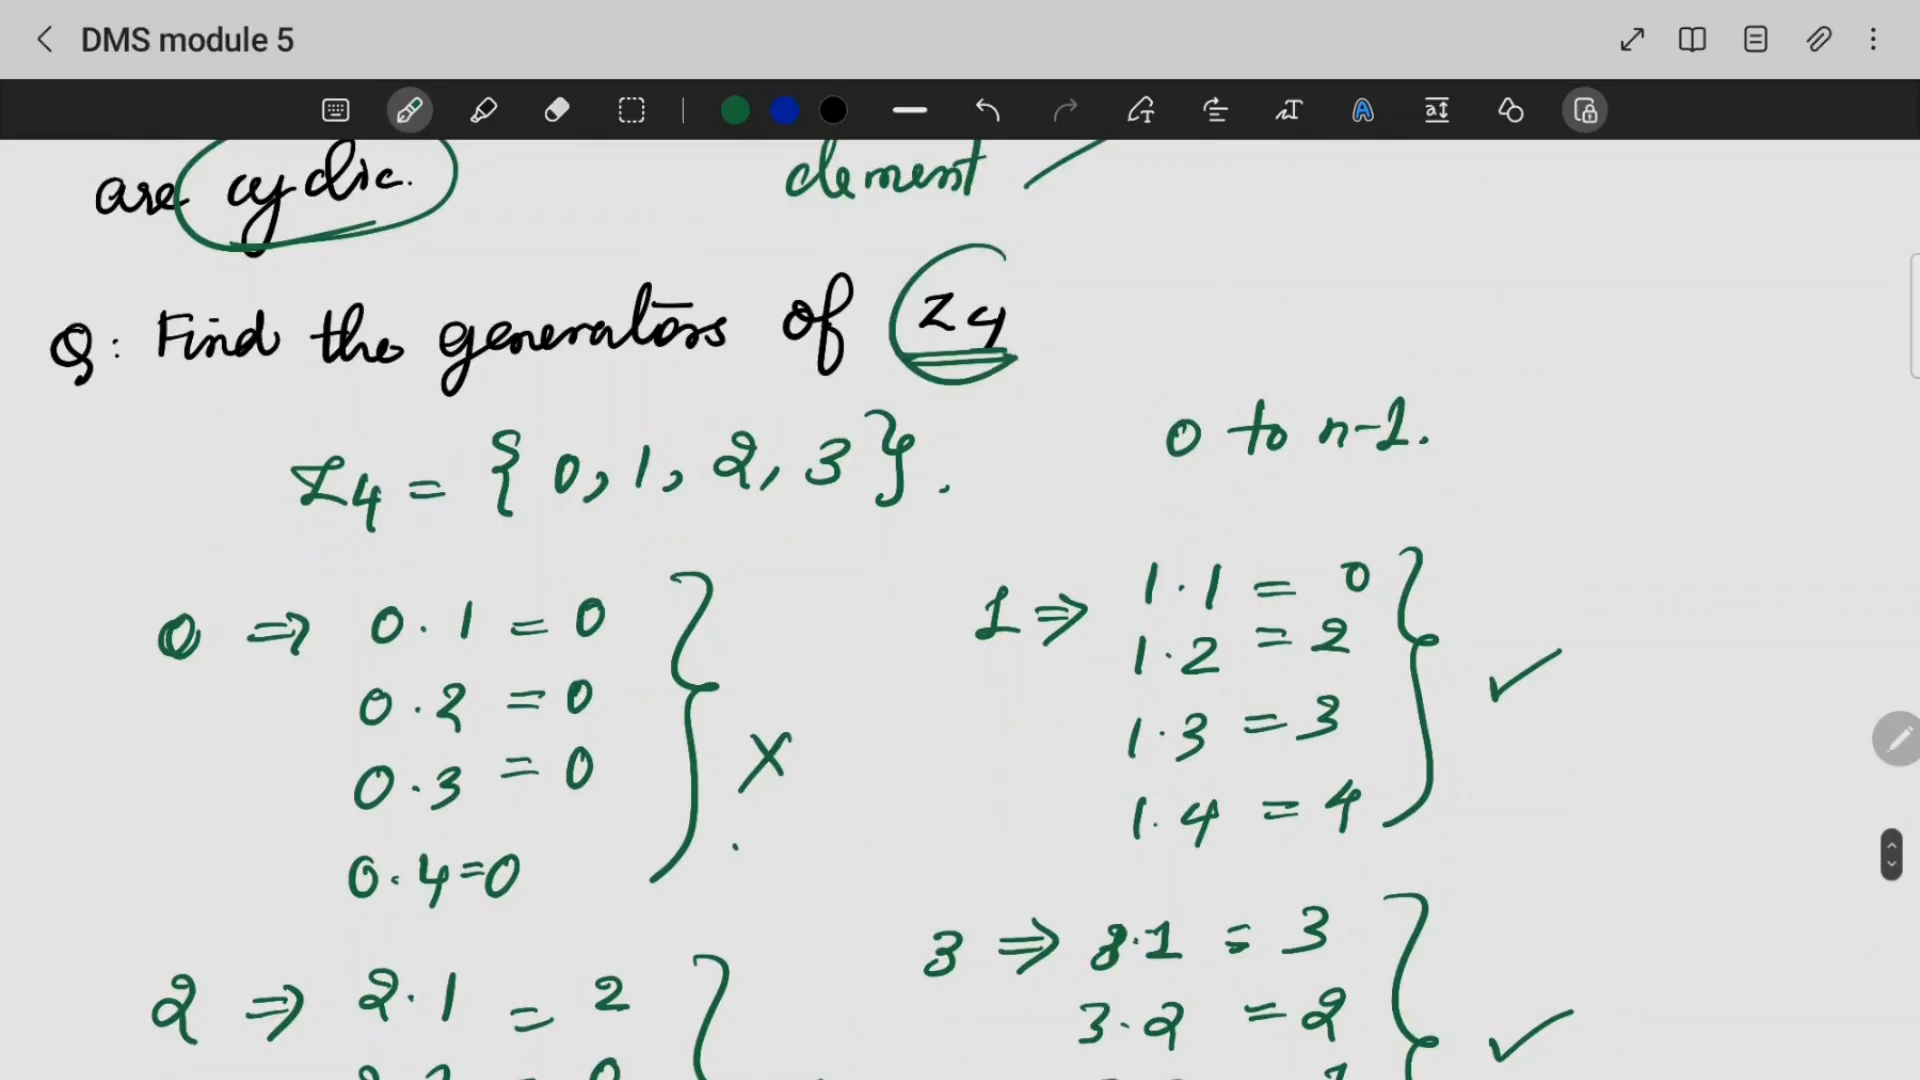 DMS module 5
are cyclic.
element
Q: Find the generators of Z4
Z4 = { 0, 1, 2, 3 }.
0 to n-1.
0 ⇒ 0.1 = 0
0.2 = 0
0.3 = 0
0.4=0
X
1 ⇒ 1.1 = 0
1.2 = 2
1.3 = 3
1.4 = 4
✓
2 ⇒ 2.1 = 2
3 ⇒ 3.1 = 3
3.2 = 2
✓